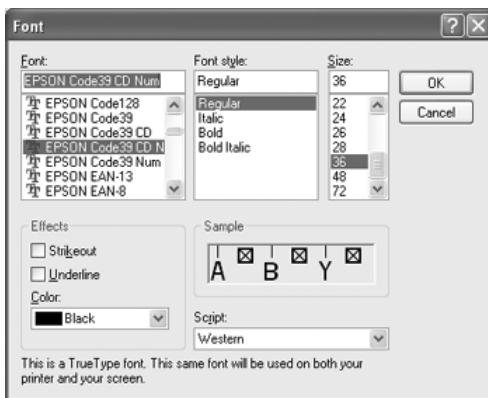 Font
Font: Font style: Size:
EPSON Code39 CD Num Regular 36 OK
EPSON Code128 Regular 22 Cancel
EPSON Code39 Italic 24
EPSON Code39 CD Bold 26
EPSON Code39 CD N Bold Italic 28
EPSON Code39 Num 36
EPSON EAN-13 48
EPSON EAN-8 72
Effects Sample
Strikeout
Underline A B Y
Color:
Black Script:
Western
This is a TrueType font. This same font will be used on both your
printer and your screen.